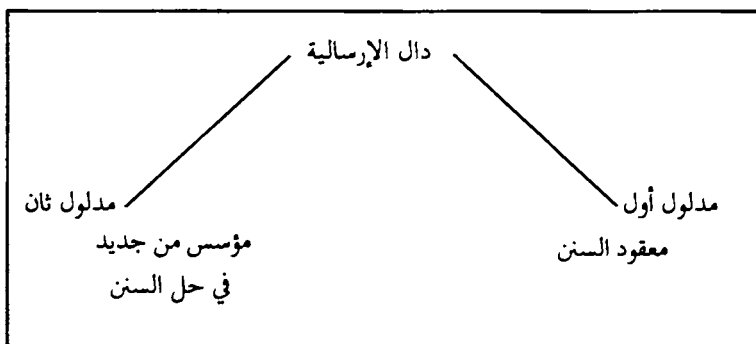 دال الإرسالية
مدلول أول
معقود السنن
مدلول ثان
مؤسس من جديد
في حل السنن